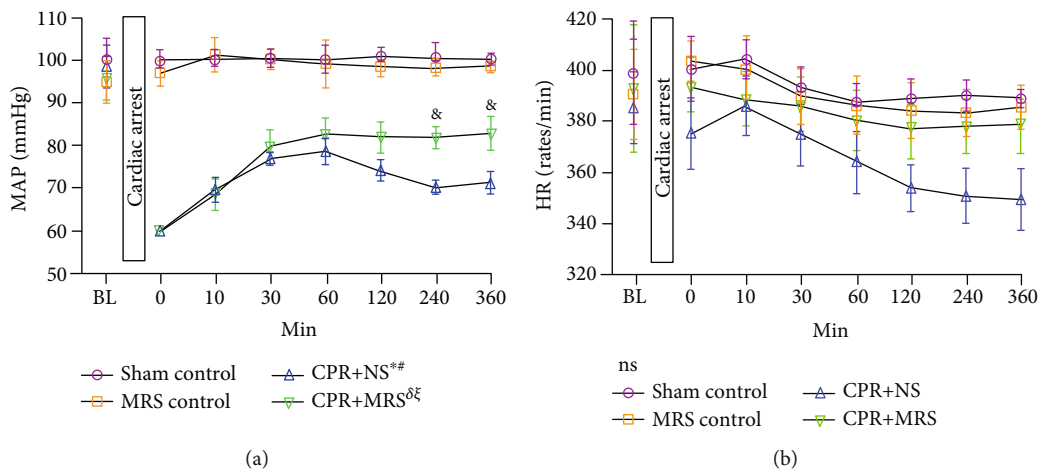 110
100
90
80
70
60
50
MAP (mmHg)
Cardiac arrest
&
&
BL
0
10
30
60
120
240
360
Min
Sham control
MRS control
CPR+NS*#
CPR+MRSδξ
(a)
420
400
380
360
340
320
HR (rates/min)
Cardiac arrest
BL
0
10
30
60
120
240
360
Min
ns
Sham control
MRS control
CPR+NS
CPR+MRS
(b)